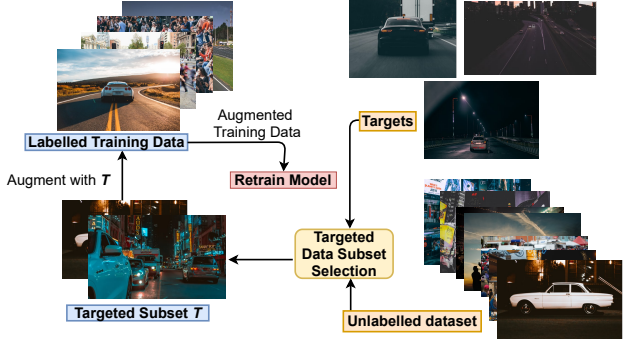 Labelled Training Data
Augmented
Training Data
Targets
Augment with T
Retrain Model
Targeted
Data Subset
Selection
Targeted Subset T
Unlabelled dataset